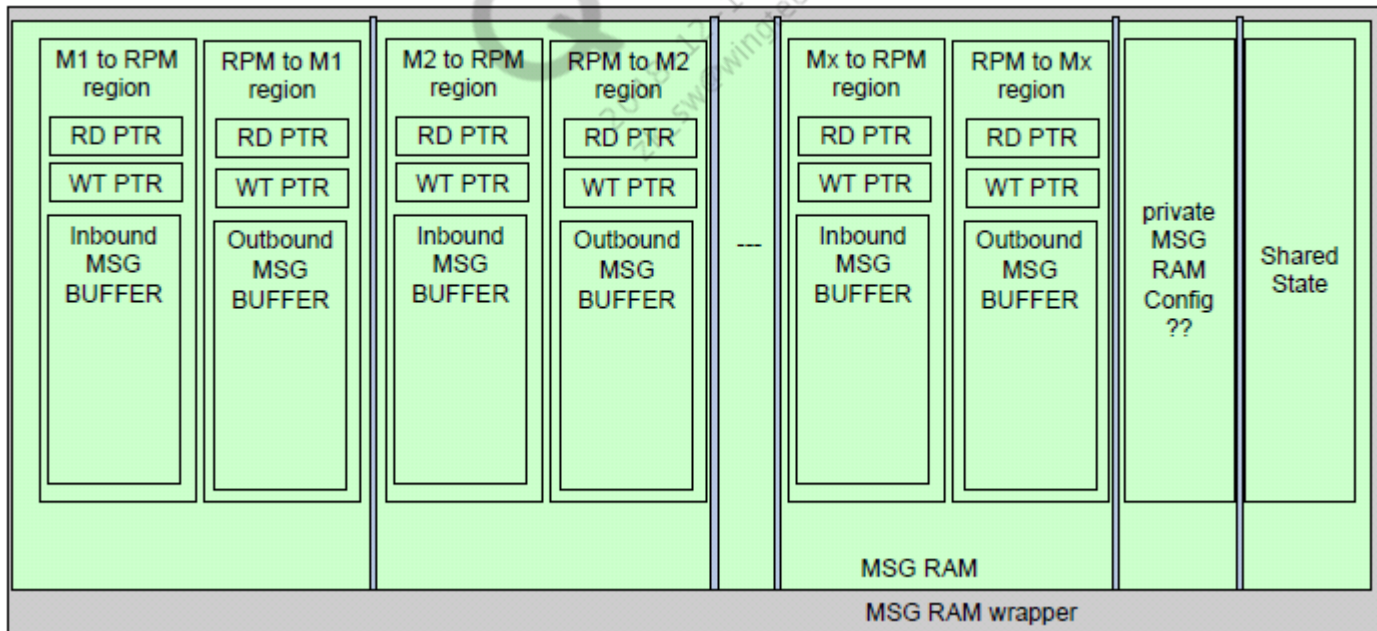 M1 to RPM
region
RD PTR
WT PTR
Inbound
MSG
BUFFER
RPM to M1
region
RD PTR
WT PTR
Outbound
MSG
BUFFER
M2 to RPM
region
RD PTR
WT PTR
Inbound
MSG
BUFFER
RPM to M2
region
RD PTR
WT PTR
Outbound
MSG
BUFFER
---
Mx to RPM
region
RD PTR
WT PTR
Inbound
MSG
BUFFER
RPM to Mx
region
RD PTR
WT PTR
Outbound
MSG
BUFFER
private
MSG
RAM
Config
??
Shared
State
MSG RAM
MSG RAM wrapper